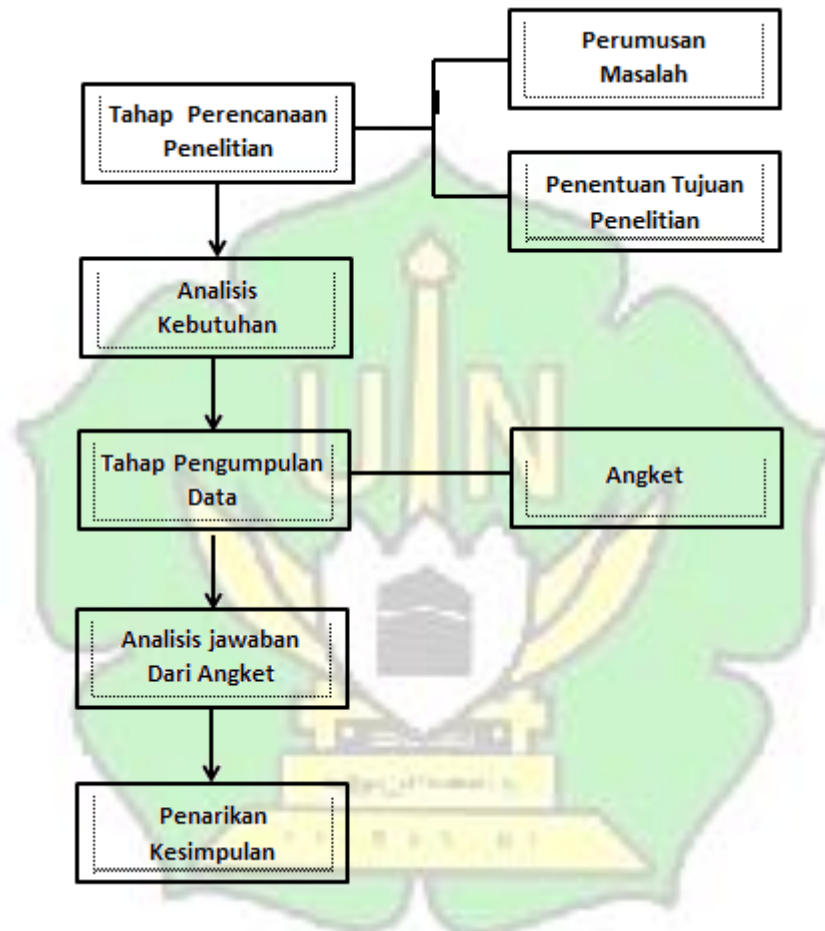 Perumusan
Masalah
Tahap Perencanaan
Penelitian
Penentuan Tujuan
Penelitian
Analisis
Kebutuhan
UIN
Tahap Pengumpulan
Data
Angket
Analisis jawaban
Dari Angket
Penarikan
Kesimpulan